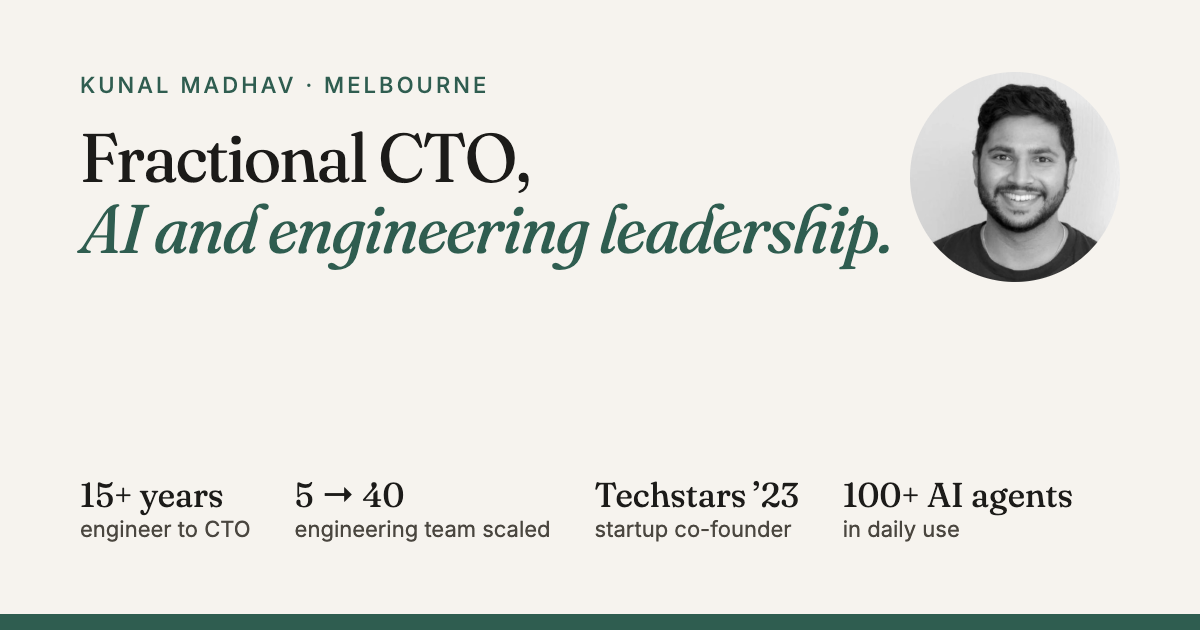 KUNAL MADHAV · MELBOURNE
Fractional CTO,
AI and engineering leadership.
15+ years
engineer to CTO
5 → 40
engineering team scaled
Techstars ’23
startup co-founder
100+ AI agents
in daily use